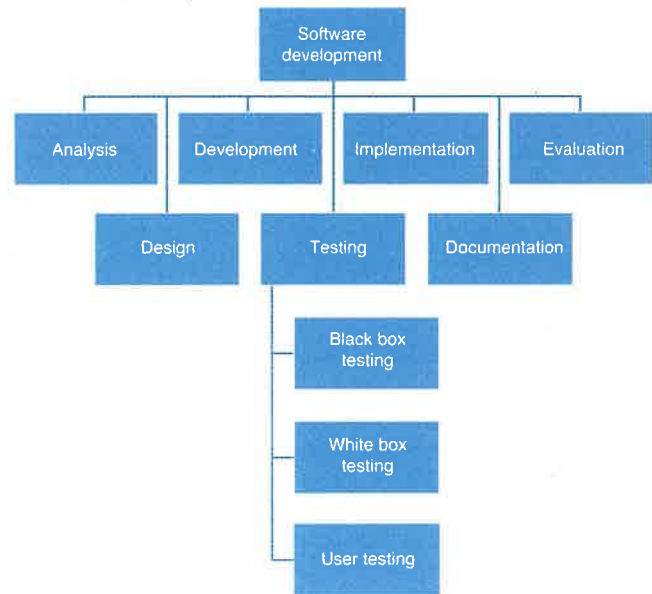 Software
development
Analysis
Development
Implementation
Evaluation
Design
Testing
Documentation
Black box
testing
White box
testing
User testing